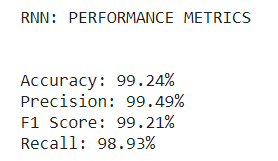 RNN: PERFORMANCE METRICS
Accuracy: 99.24%
Precision: 99.49%
F1 Score: 99.21%
Recall: 98.93%